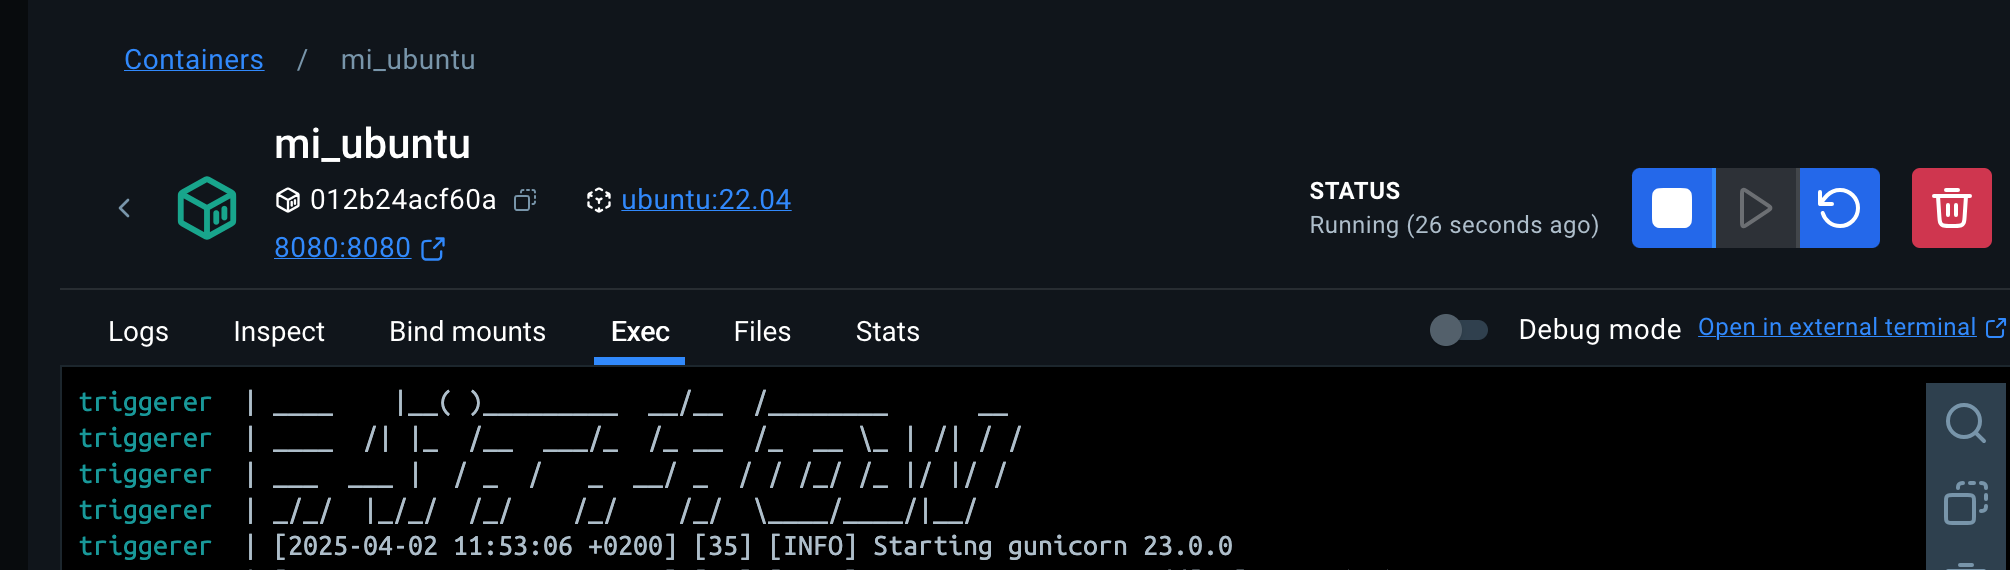 Containers / mi_ubuntu
mi_ubuntu
012b24acf60a ubuntu:22.04
8080:8080
STATUS
Running (26 seconds ago)
Logs Inspect Bind mounts Exec Files Stats Debug mode Open in external terminal
triggerer | ____    |__( )_________  __/__  /________      __
triggerer | ____  /| |_  /__  ___/_  /_ __  /_  __ \_ | /| / /
triggerer | ___  ___ |  / _  /   _  __/ _  / / /_/ /_ |/ |/ /
triggerer | _/_/  |_/_/  /_/    /_/    /_/  \____/____/|__/
triggerer | [2025-04-02 11:53:06 +0200] [35] [INFO] Starting gunicorn 23.0.0